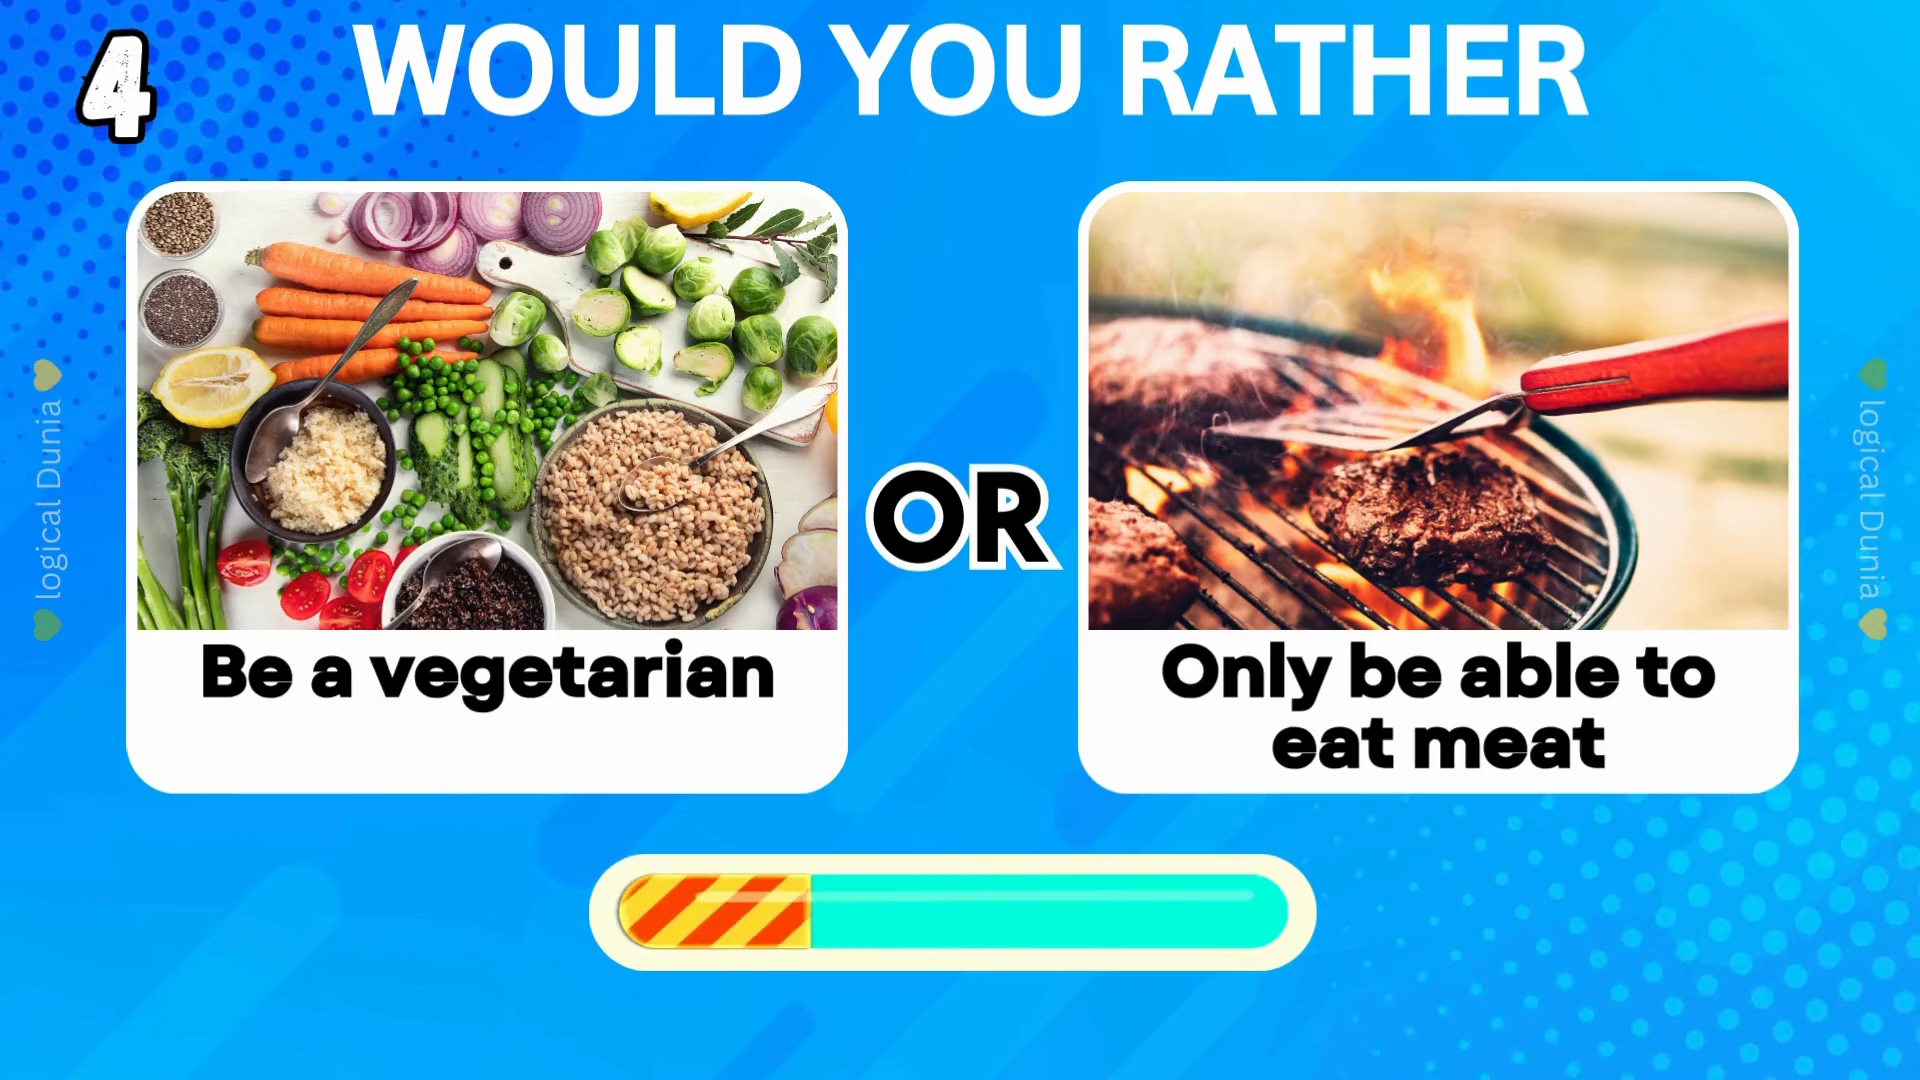 4
WOULD YOU RATHER
logical Dunia
Be a vegetarian
OR
Only be able to
eat meat
logical Dunia